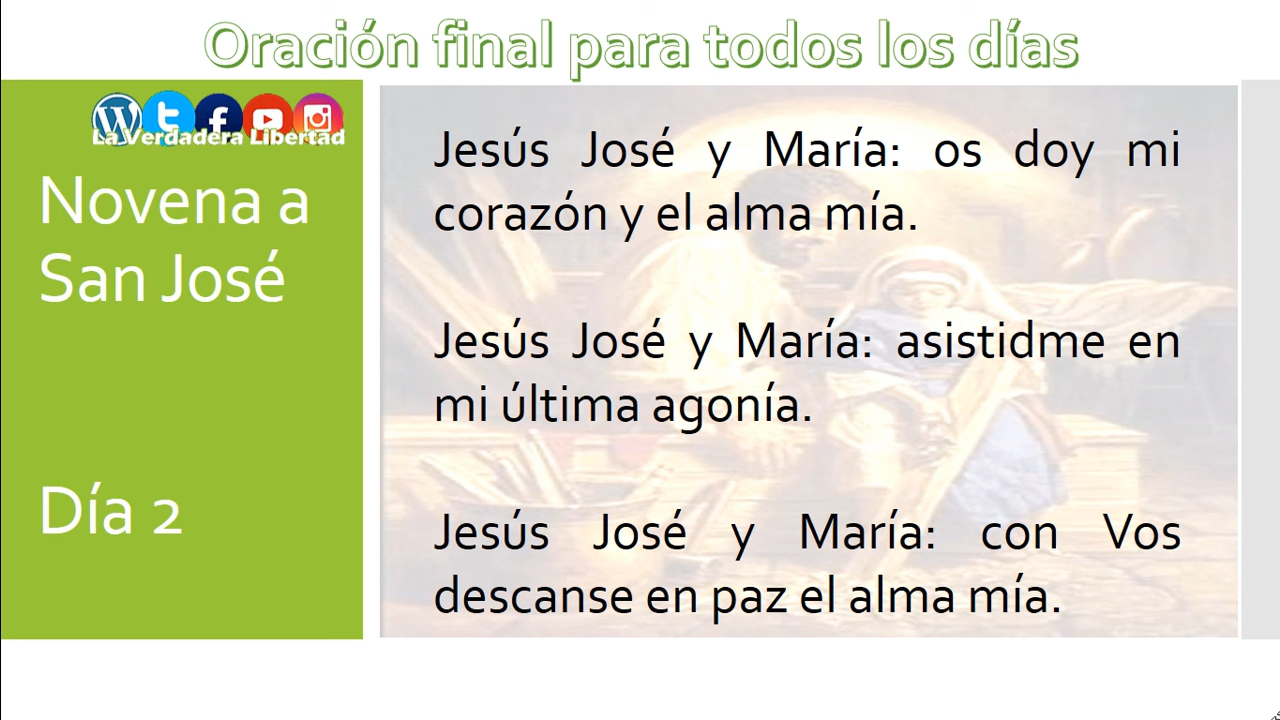 Oración final para todos los días
La Verdadera Libertad
Novena a
San José
Día 2
Jesús José y María: os doy mi
corazón y el alma mía.
Jesús José y María: asistidme en
mi última agonía.
Jesús José y María: con Vos
descanse en paz el alma mía.